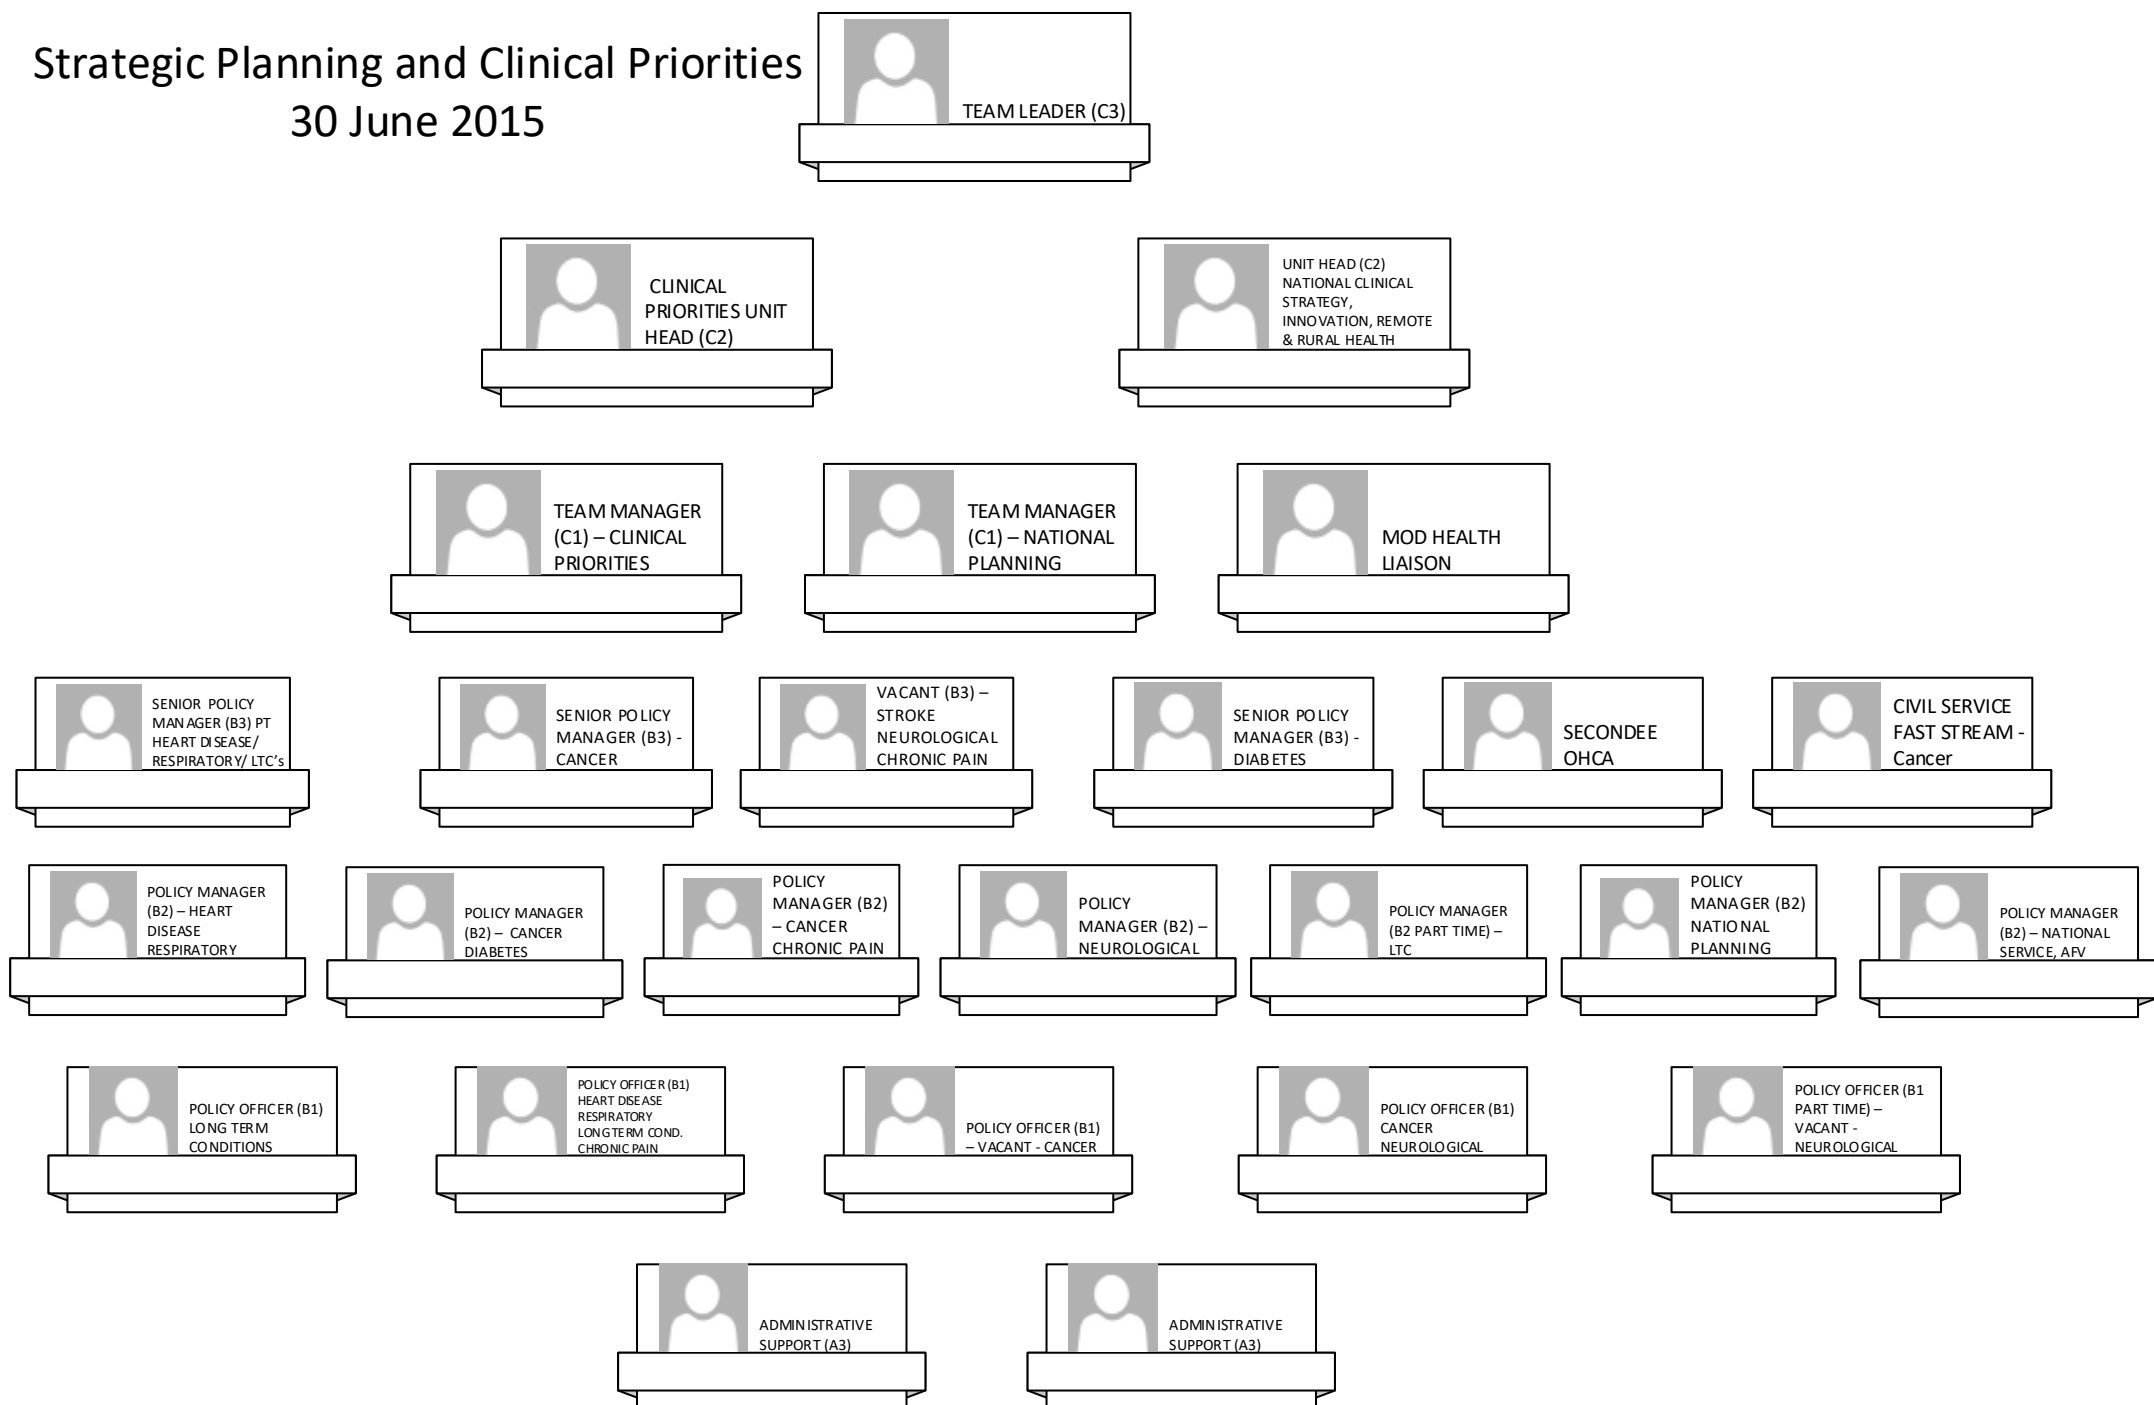 Strategic Planning and Clinical Priorities
30 June 2015
TEAM LEADER (C3)
CLINICAL
PRIORITIES UNIT
HEAD (C2)
UNIT HEAD (C2)
NATIONAL CLINICAL
STRATEGY,
INNOVATION, REMOTE
& RURAL HEALTH
TEAM MANAGER
(C1) – CLINICAL
PRIORITIES
TEAM MANAGER
(C1) – NATIONAL
PLANNING
MOD HEALTH
LIAISON
SENIOR POLICY
MANAGER (B3) PT
HEART DISEASE/
RESPIRATORY/ LTC's
SENIOR POLICY
MANAGER (B3) -
CANCER
VACANT (B3) –
STROKE
NEUROLOGICAL
CHRONIC PAIN
SENIOR POLICY
MANAGER (B3) -
DIABETES
SECONDEE
OHCA
CIVIL SERVICE
FAST STREAM -
Cancer
POLICY MANAGER
(B2) – HEART
DISEASE
RESPIRATORY
POLICY MANAGER
(B2) – CANCER
DIABETES
POLICY
MANAGER (B2)
– CANCER
CHRONIC PAIN
POLICY
MANAGER (B2) –
NEUROLOGICAL
POLICY MANAGER
(B2 PART TIME) –
LTC
POLICY
MANAGER (B2)
NATIONAL
PLANNING
POLICY MANAGER
(B2) – NATIONAL
SERVICE, AFV
POLICY OFFICER (B1)
LONG TERM
CONDITIONS
POLICY OFFICER (B1)
HEART DISEASE
RESPIRATORY
LONG TERM COND.
CHRONIC PAIN
POLICY OFFICER (B1)
– VACANT - CANCER
POLICY OFFICER (B1)
CANCER
NEUROLOGICAL
POLICY OFFICER (B1
PART TIME) –
VACANT -
NEUROLOGICAL
ADMINISTRATIVE
SUPPORT (A3)
ADMINISTRATIVE
SUPPORT (A3)